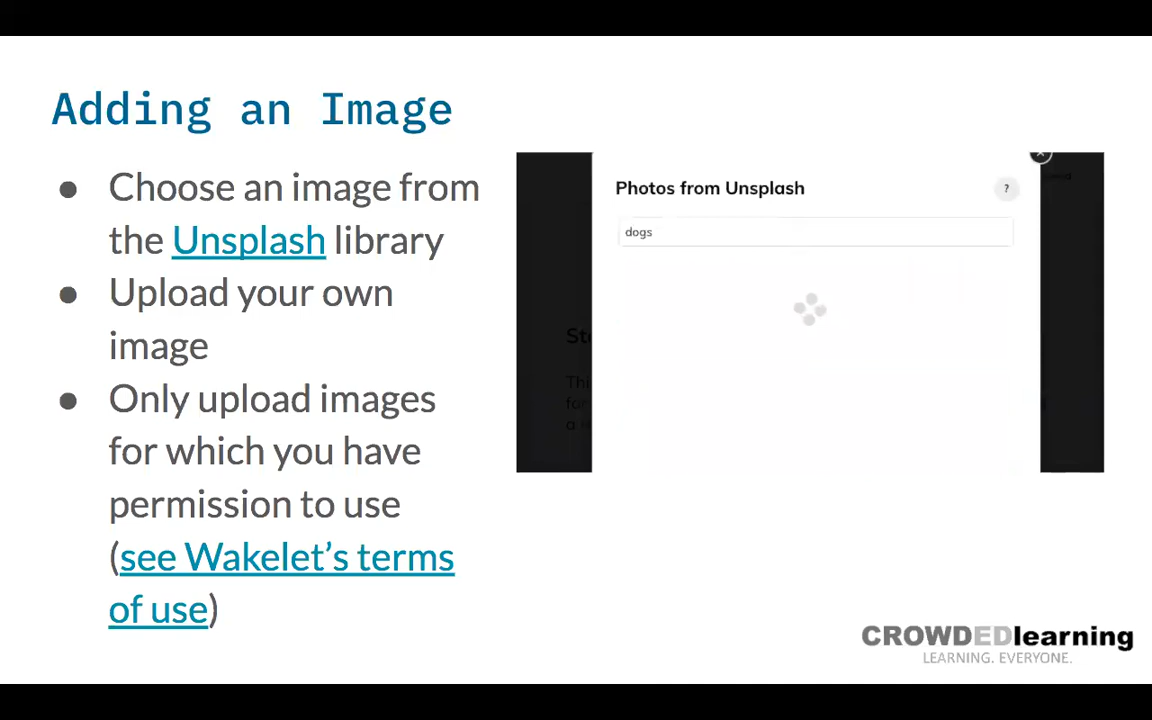 Adding an Image
● Choose an image from
the Unsplash library
● Upload your own
image
● Only upload images
for which you have
permission to use
(see Wakelet’s terms
of use)
Photos from Unsplash
?
dogs
CROWDEDlearning
LEARNING. EVERYONE.